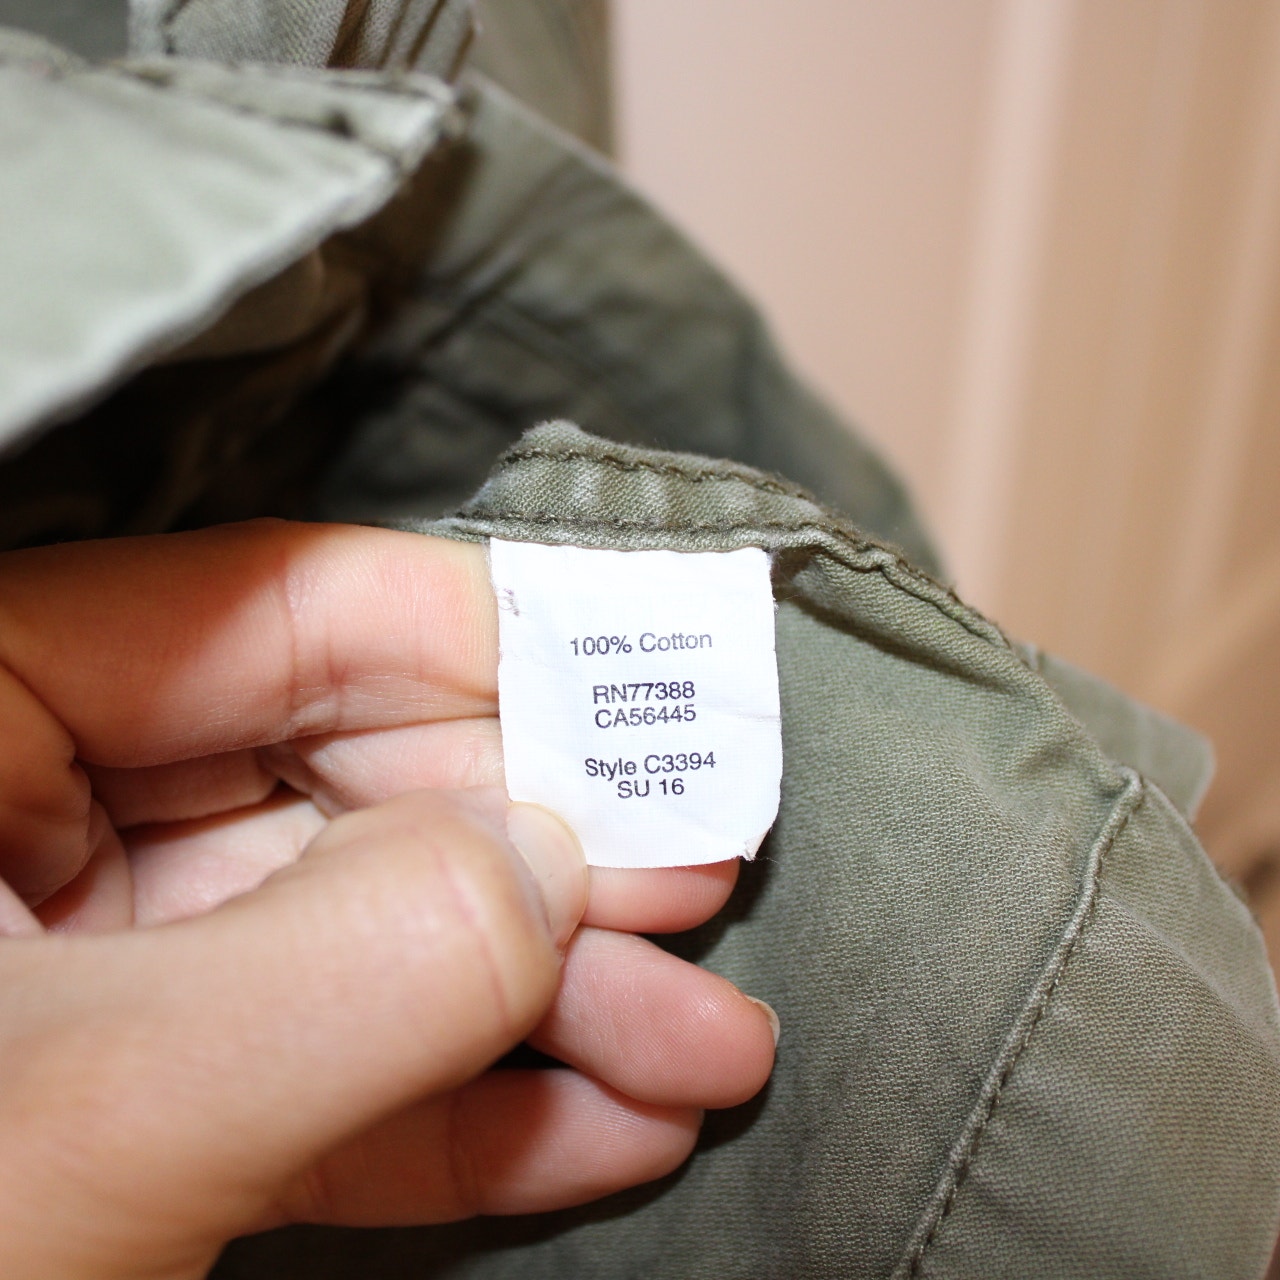 100% Cotton
RN77388
CA56445
Style C3394
SU 16